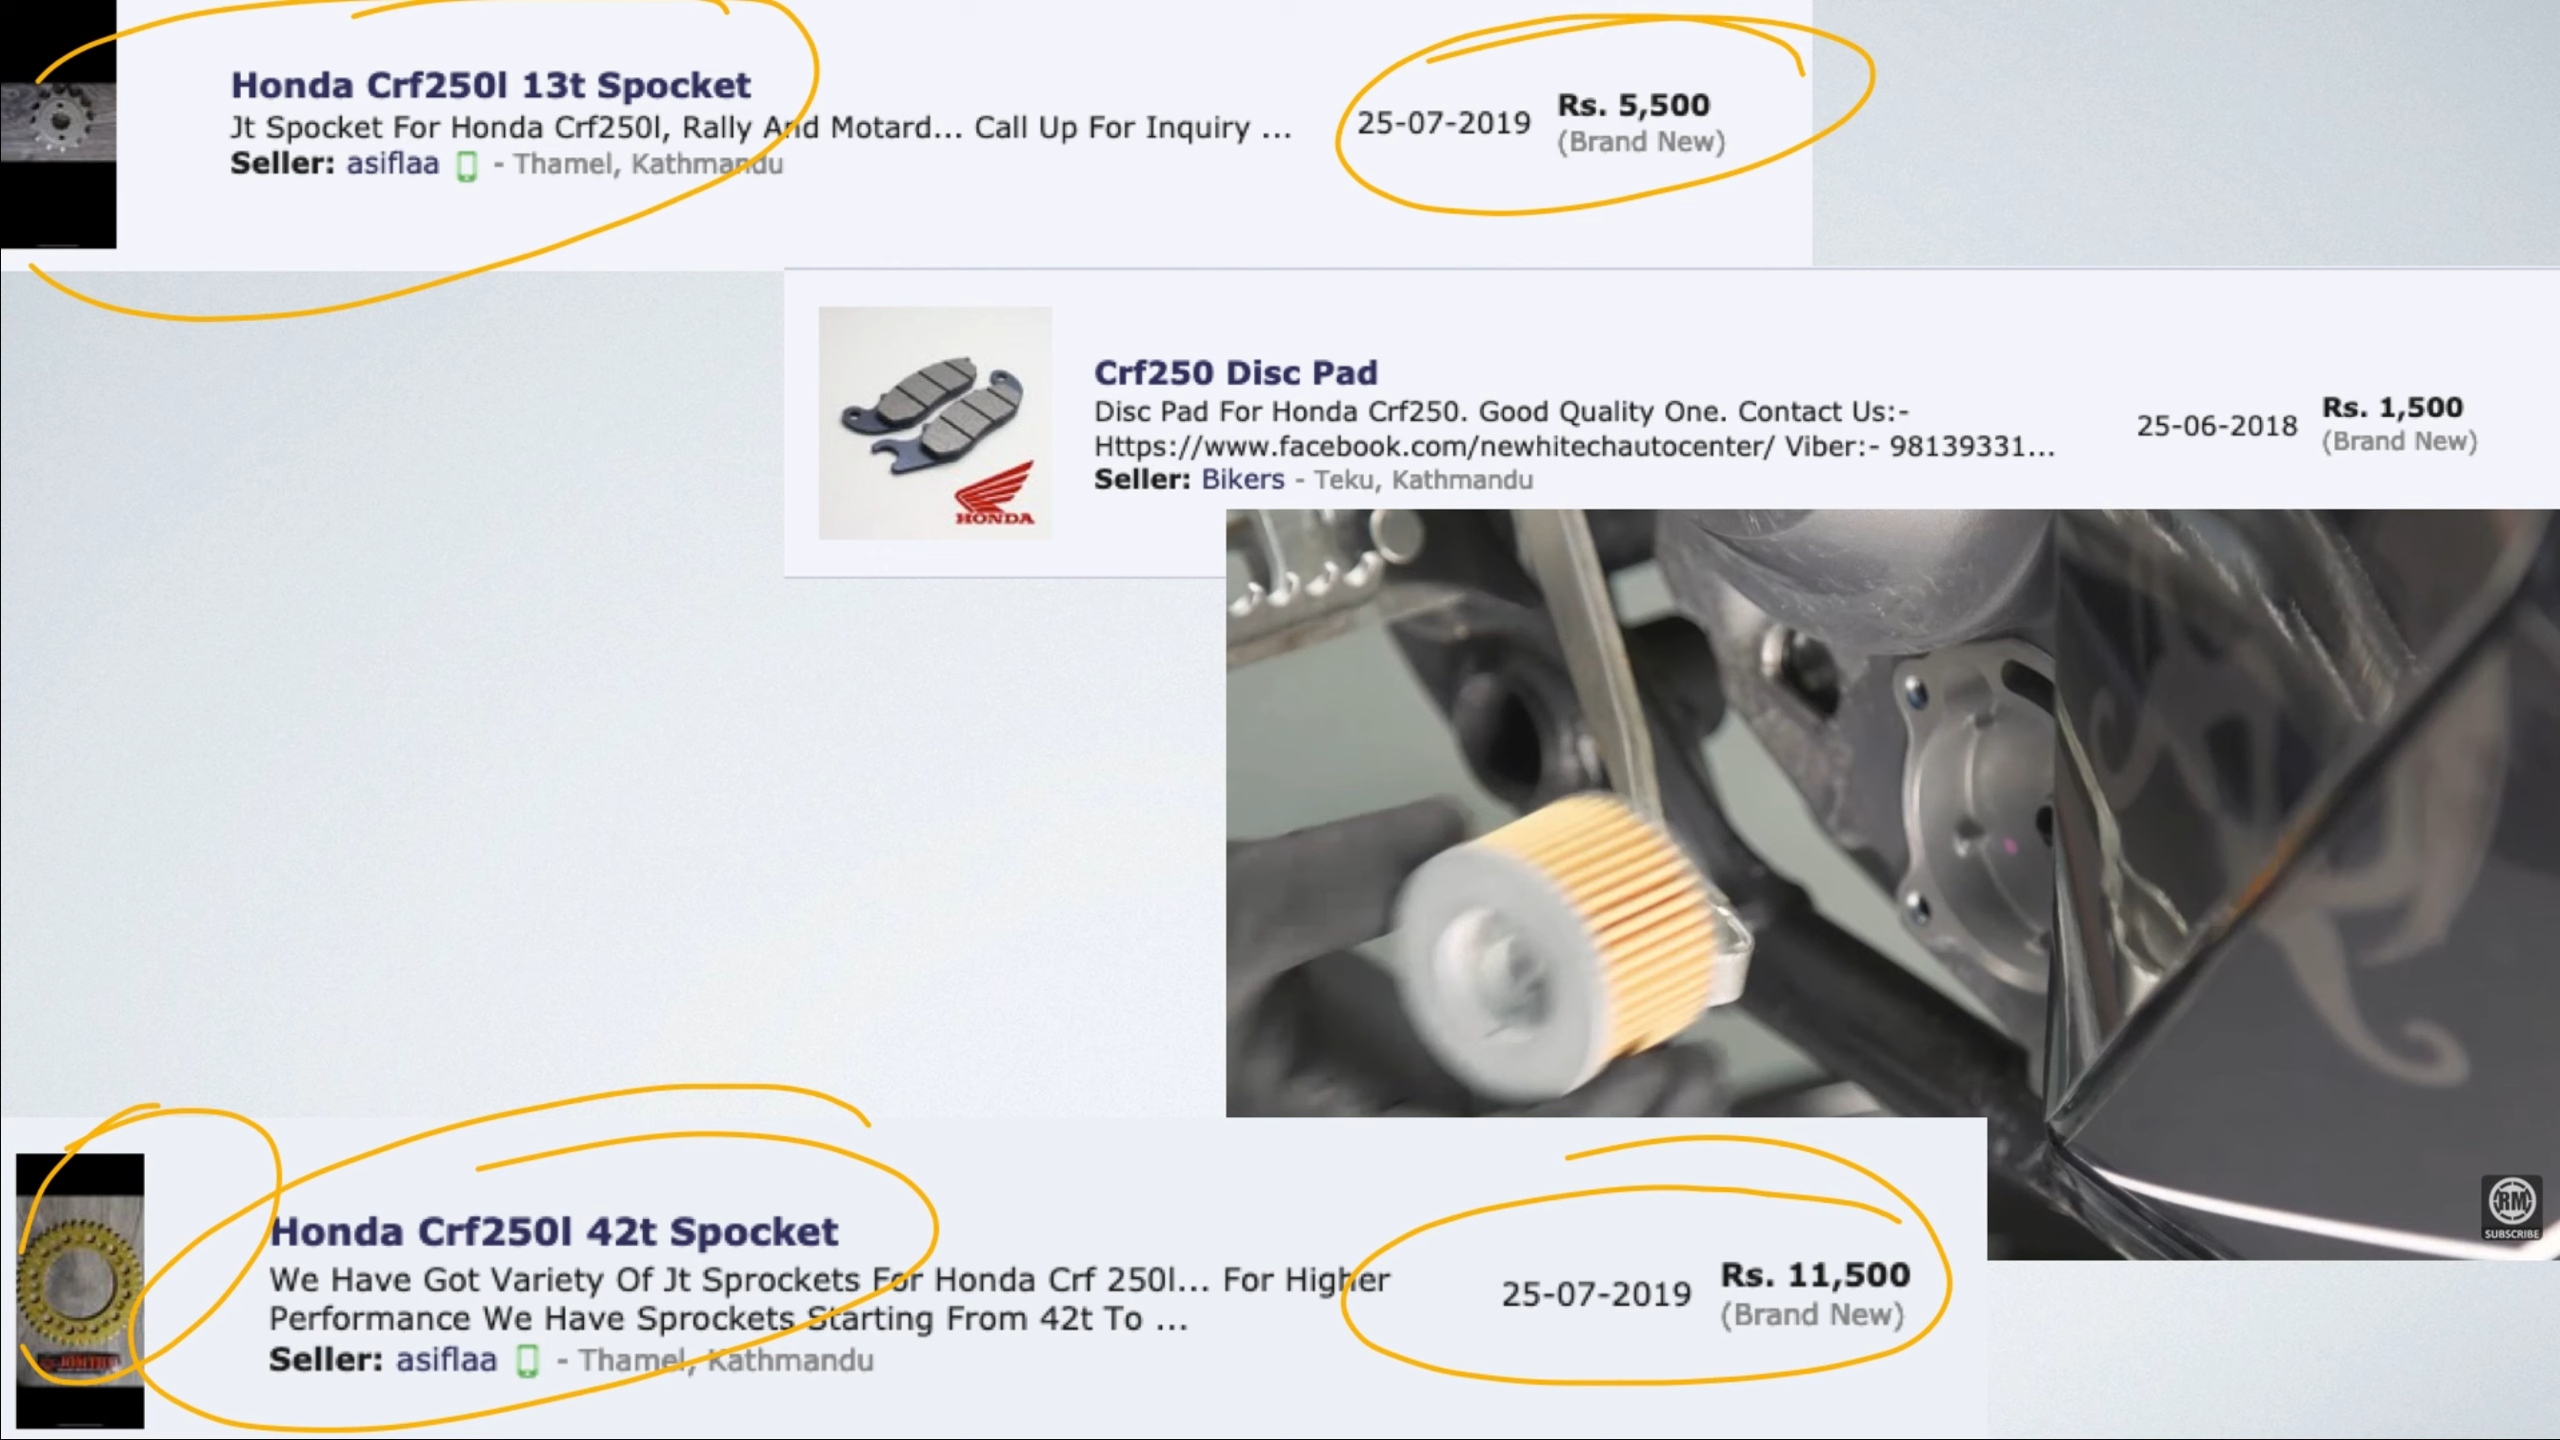 Honda Crf250l 13t Spocket
Jt Spocket For Honda Crf250l, Rally And Motard... Call Up For Inquiry ...
Seller: asiflaa - Thamel, Kathmandu
25-07-2019
Rs. 5,500
(Brand New)
Crf250 Disc Pad
Disc Pad For Honda Crf250. Good Quality One. Contact Us:-
Https://www.facebook.com/newhitechautocenter/ Viber:- 98139331...
Seller: Bikers - Teku, Kathmandu
25-06-2018
Rs. 1,500
(Brand New)
HONDA
RM
SUBSCRIBE
Honda Crf250l 42t Spocket
We Have Got Variety Of Jt Sprockets For Honda Crf 250l... For Higher
Performance We Have Sprockets Starting From 42t To ...
Seller: asiflaa - Thamel, Kathmandu
25-07-2019
Rs. 11,500
(Brand New)